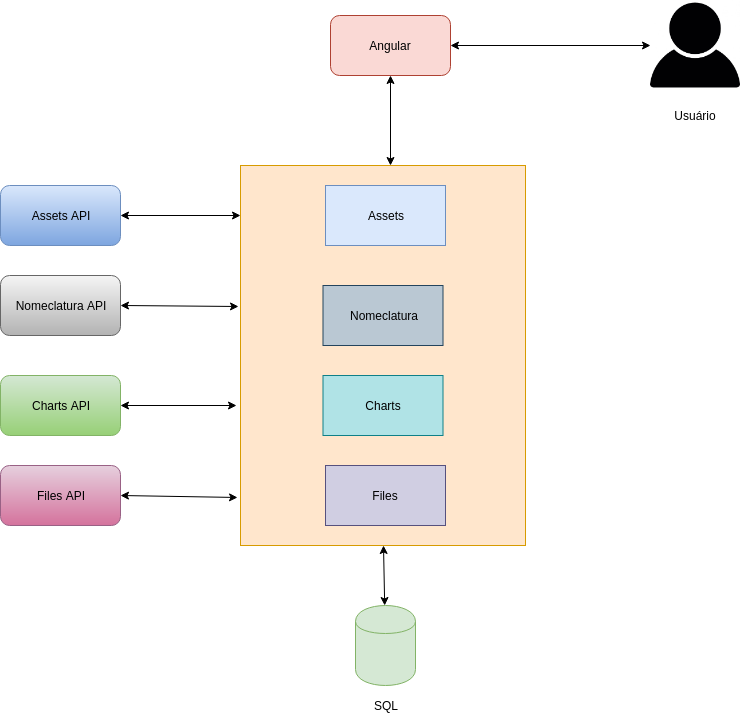 Angular
Usuário
Assets API
Assets
Nomeclatura API
Nomeclatura
Charts API
Charts
Files API
Files
SQL